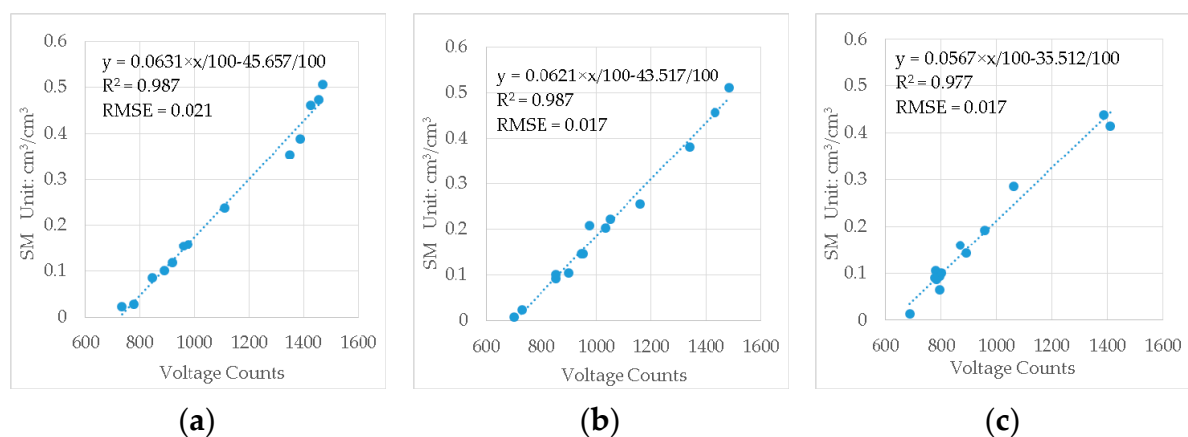 0.6
0.5
0.4
0.3
0.2
0.1
0
SM Unit: cm³/cm³
y = 0.0631×x/100-45.657/100
R² = 0.987
RMSE = 0.021
600 800 1000 1200 1400 1600
Voltage Counts
(a)
0.6
0.5
0.4
0.3
0.2
0.1
0
SM Unit: cm³/cm³
y = 0.0621×x/100-43.517/100
R² = 0.987
RMSE = 0.017
600 800 1000 1200 1400 1600
Voltage Counts
(b)
0.6
0.5
0.4
0.3
0.2
0.1
0
SM Unit: cm³/cm³
y = 0.0567×x/100-35.512/100
R² = 0.977
RMSE = 0.017
600 800 1000 1200 1400 1600
Voltage Counts
(c)